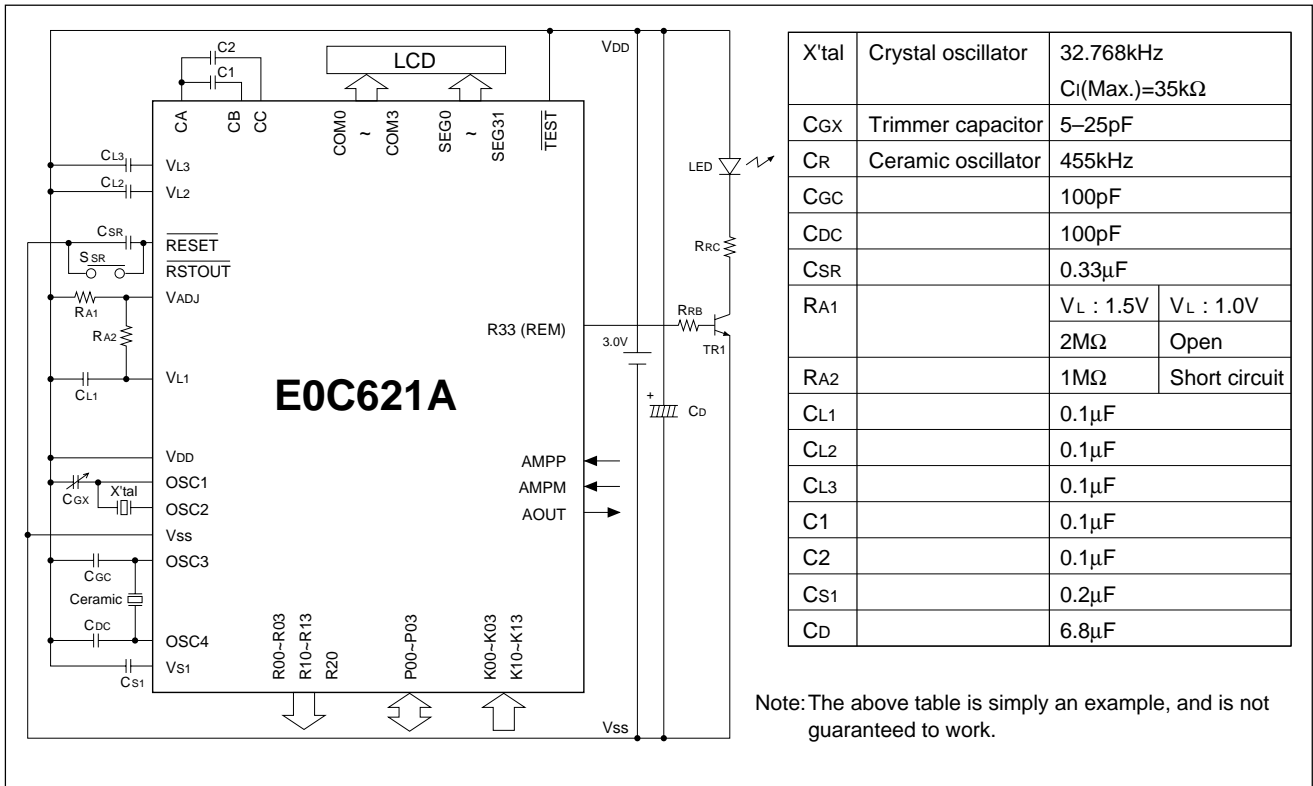 C2
C1
LCD
VDD
CA
CB
CC
COM0
~
COM3
SEG0
~
SEG31
TEST
CL3
VL3
CL2
VL2
CSR
RESET
SSR
RSTOUT
VADJ
RA1
RA2
VL1
CL1
E0C621A
R33 (REM)
LED
RRC
RRB
TR1
3.0V
+
CD
VDD
OSC1
CGX
X'tal
OSC2
Vss
OSC3
CGC
Ceramic
CDC
OSC4
VS1
CS1
AMPP
AMPM
AOUT
R00~R03
R10~R13
R20
P00~P03
K00~K03
K10~K13
Vss
X'tal Crystal oscillator 32.768kHz
CI(Max.)=35kΩ
CGX Trimmer capacitor 5–25pF
CR Ceramic oscillator 455kHz
CGC 100pF
CDC 100pF
CSR 0.33μF
RA1 VL : 1.5V VL : 1.0V
2MΩ Open
RA2 1MΩ Short circuit
CL1 0.1μF
CL2 0.1μF
CL3 0.1μF
C1 0.1μF
C2 0.1μF
CS1 0.2μF
CD 6.8μF
Note: The above table is simply an example, and is not
guaranteed to work.